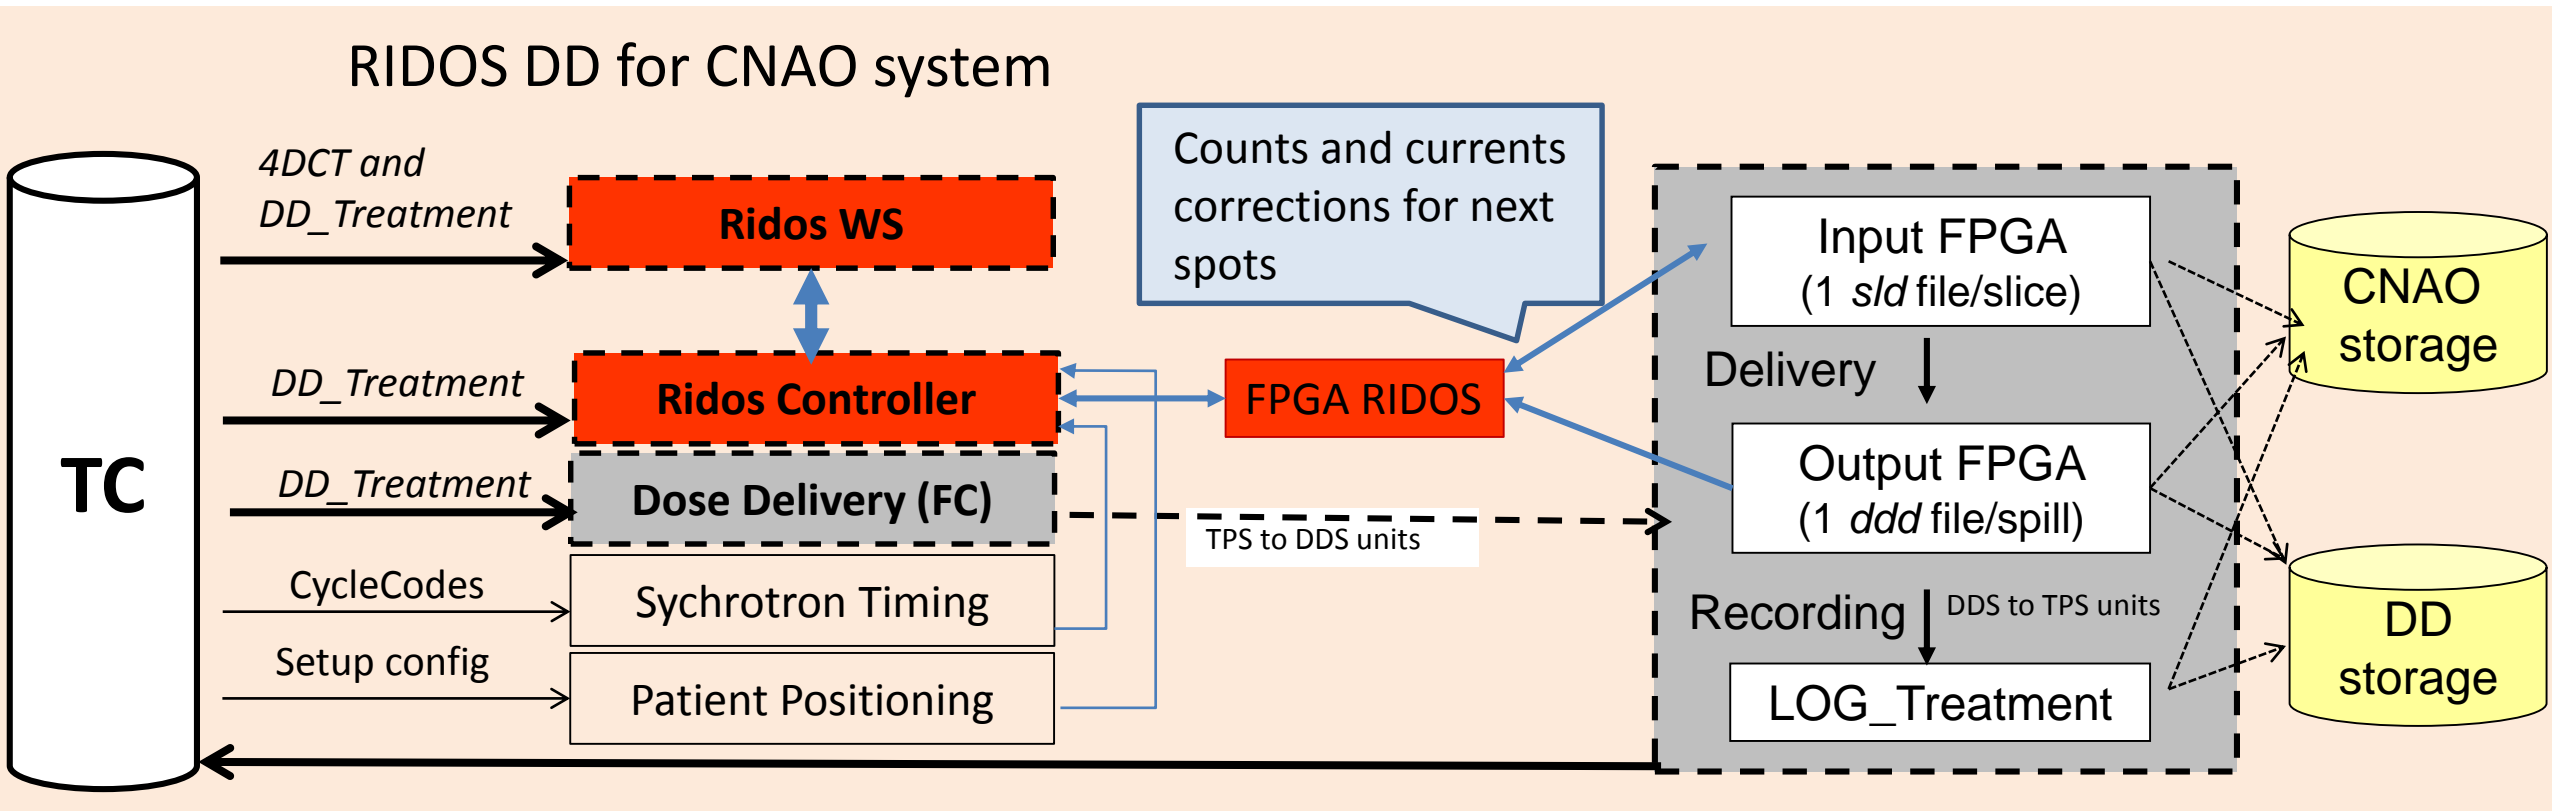 RIDOS DD for CNAO system
4DCT and
DD_Treatment
Ridos WS
Counts and currents
corrections for next
spots
Input FPGA
(1 sld file/slice)
CNAO
storage
DD_Treatment
Ridos Controller
FPGA RIDOS
Delivery
TC
DD_Treatment
Dose Delivery (FC)
TPS to DDS units
Output FPGA
(1 ddd file/spill)
CycleCodes
Sychrotron Timing
Recording
DDS to TPS units
DD
storage
Setup config
Patient Positioning
LOG_Treatment